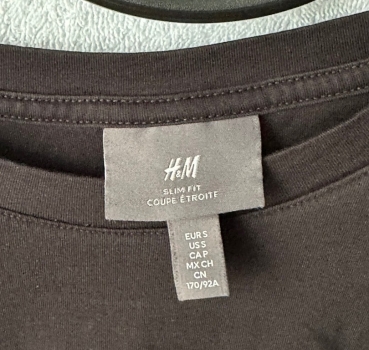 H&M
SLIM FIT
COUPE ÉTROITE
EUR S
US S
CA P
MX CH
CN
170/92A